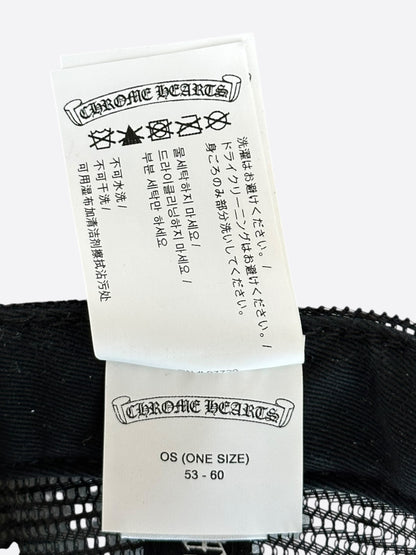 CHROME HEARTS
洗濯はお避けください。/
ドライクリーニングはお避けください。/
身ごろのみ部分洗いしてください。
물세탁하지 마세요/
드라이클리닝하지 마세요/
부분 세탁만 하세요
不可水洗/
不可干洗/
可用湿布加清洁剂擦拭沾污处
CHROME HEARTS
OS (ONE SIZE)
53 - 60